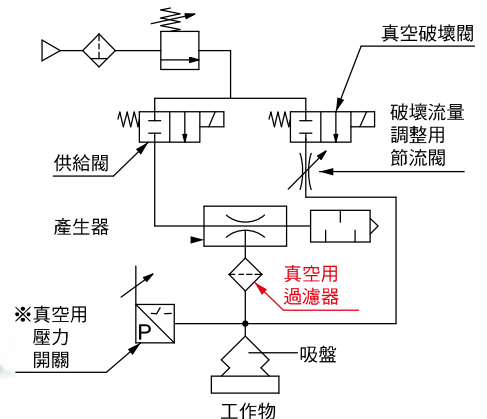 真空破壞閥
破壞流量
調整用
節流閥
供給閥
產生器
真空用
過濾器
※真空用
壓力
開關
P
吸盤
工作物